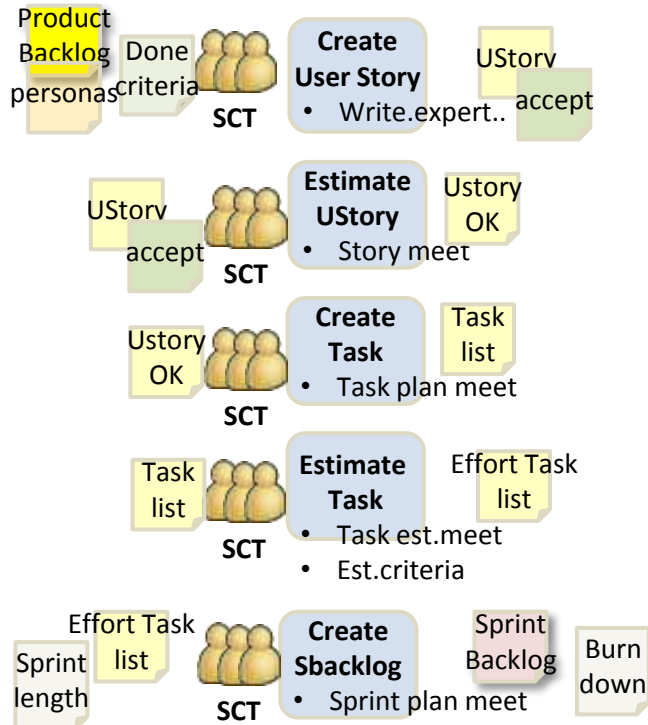 Product
Backlog
personas
Done
criteria
SCT
Create
User Story
• Write.expert..
UStory
accept
UStory
accept
SCT
Estimate
UStory
• Story meet
Ustory
OK
Ustory
OK
SCT
Create
Task
• Task plan meet
Task
list
Task
list
SCT
Estimate
Task
• Task est.meet
• Est.criteria
Effort Task
list
Sprint
length
Effort Task
list
SCT
Create
Sbacklog
• Sprint plan meet
Sprint
Backlog
Burn
down